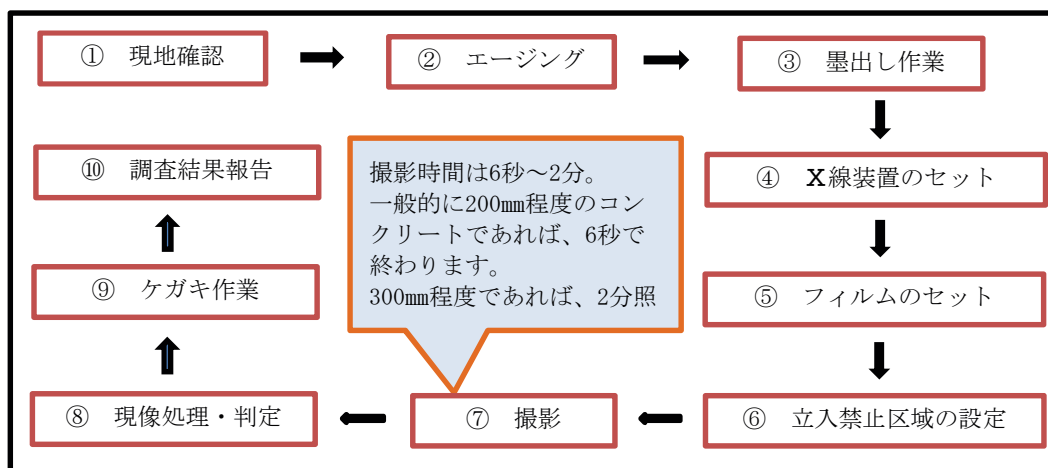 ① 現地確認
② エージング
③ 墨出し作業
④ X線装置のセット
⑤ フィルムのセット
⑥ 立入禁止区域の設定
撮影時間は6秒～2分。
一般的に200㎜程度のコン
クリートであれば、6秒で
終わります。
300㎜程度であれば、2分照
⑦ 撮影
⑧ 現像処理・判定
⑨ ケガキ作業
⑩ 調査結果報告